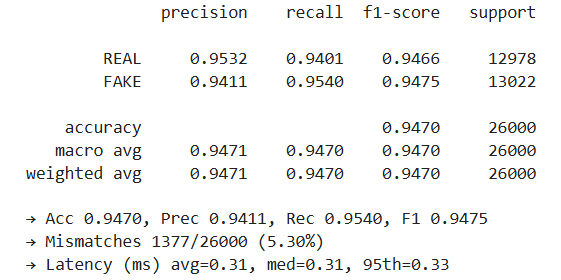 precision recall f1-score support
REAL 0.9532 0.9401 0.9466 12978
FAKE 0.9411 0.9540 0.9475 13022
accuracy 0.9470 26000
macro avg 0.9471 0.9470 0.9470 26000
weighted avg 0.9471 0.9470 0.9470 26000
→ Acc 0.9470, Prec 0.9411, Rec 0.9540, F1 0.9475
→ Mismatches 1377/26000 (5.30%)
→ Latency (ms) avg=0.31, med=0.31, 95th=0.33